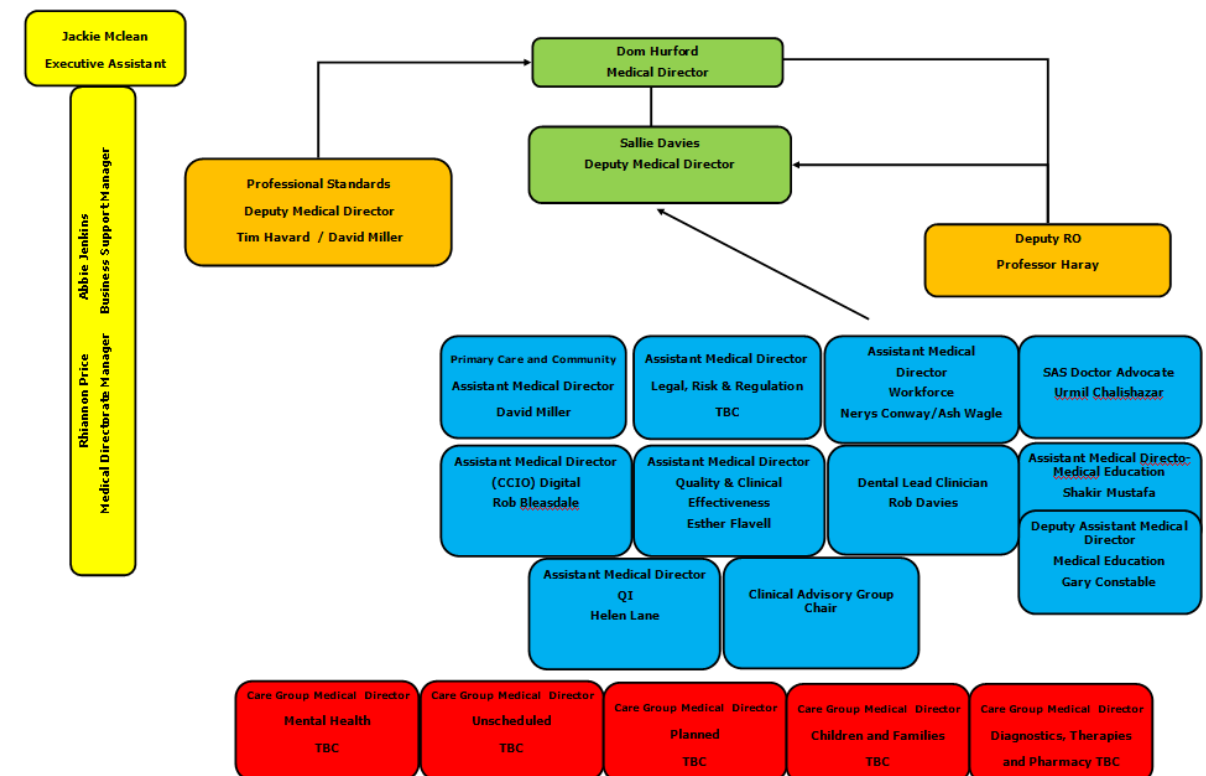 Jackie Mclean
Executive Assistant
Dom Hurford
Medical Director
Abbie Jenkins
Business Support Manager
Rhiannon Price
Medical Directorate Manager
Sallie Davies
Deputy Medical Director
Professional Standards
Deputy Medical Director
Tim Havard / David Miller
Deputy RO
Professor Haray
Primary Care and Community
Assistant Medical Director
David Miller
Assistant Medical Director
Legal, Risk & Regulation
TBC
Assistant Medical
Director
Workforce
Nerys Conway/Ash Wagle
SAS Doctor Advocate
Urmil Chalishazar
Assistant Medical Director
(CCIO) Digital
Rob Bleasdale
Assistant Medical Director
Quality & Clinical
Effectiveness
Esther Flavell
Dental Lead Clinician
Rob Davies
Assistant Medical Directo-
Medical Education
Shakir Mustafa
Deputy Assistant Medical
Director
Medical Education
Gary Constable
Assistant Medical Director
QI
Helen Lane
Clinical Advisory Group
Chair
Care Group Medical Director
Mental Health
TBC
Care Group Medical Director
Unscheduled
TBC
Care Group Medical Director
Planned
TBC
Care Group Medical Director
Children and Families
TBC
Care Group Medical Director
Diagnostics, Therapies
and Pharmacy TBC